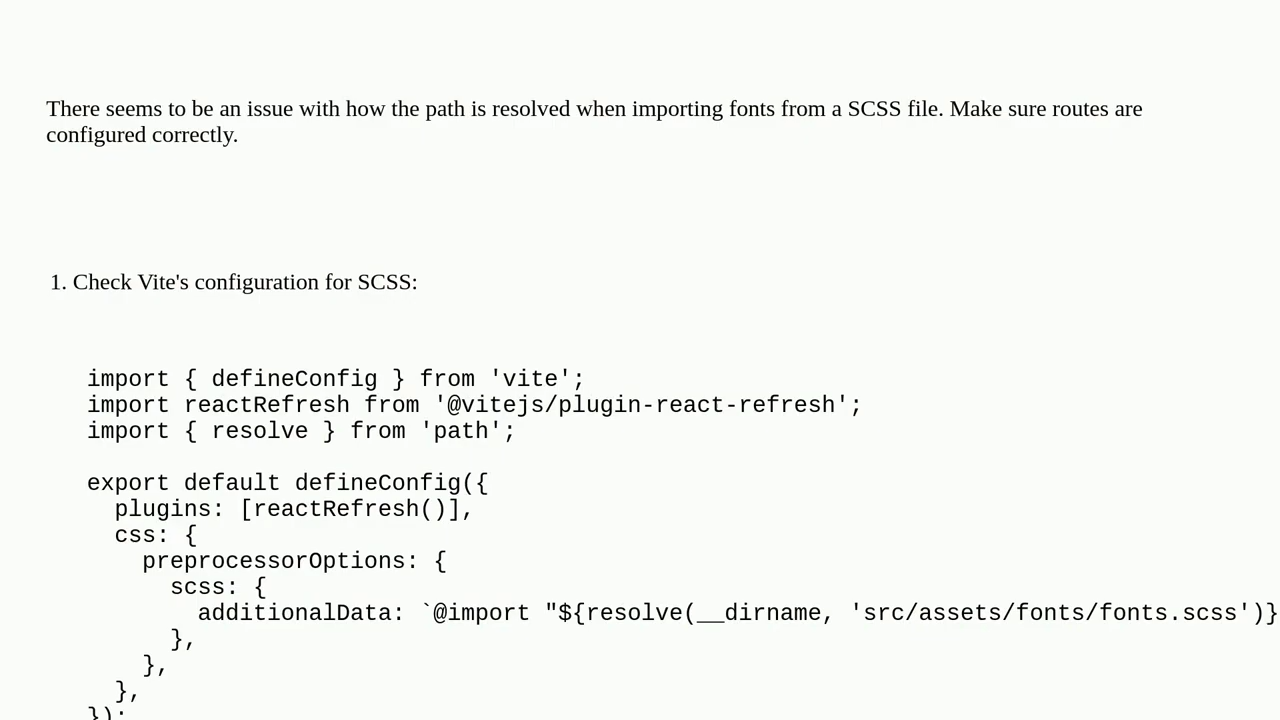 There seems to be an issue with how the path is resolved when importing fonts from a SCSS file. Make sure routes are
configured correctly.
1. Check Vite's configuration for SCSS:
import { defineConfig } from 'vite';
import reactRefresh from '@vitejs/plugin-react-refresh';
import { resolve } from 'path';
export default defineConfig({
  plugins: [reactRefresh()],
  css: {
    preprocessorOptions: {
      scss: {
        additionalData: `@import "${resolve(__dirname, 'src/assets/fonts/fonts.scss')}
      },
    },
  },
});